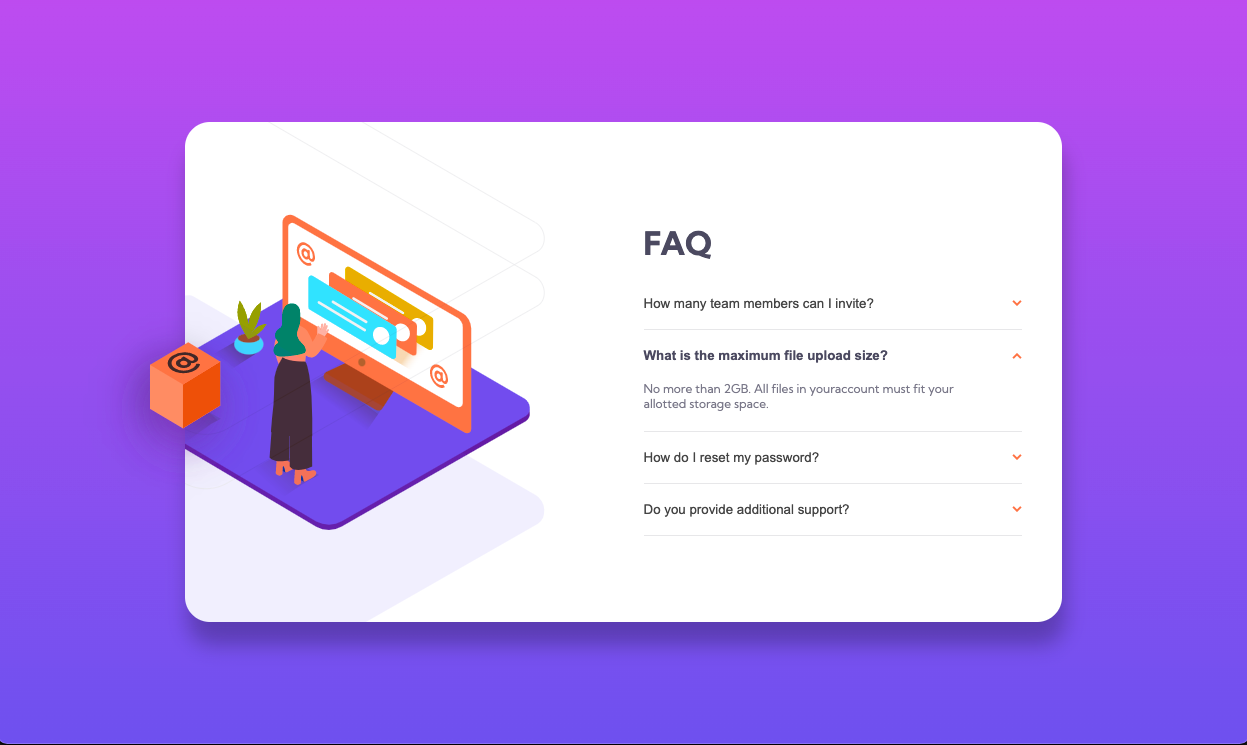 @
@
@
FAQ
How many team members can I invite?
What is the maximum file upload size?
No more than 2GB. All files in youraccount must fit your
allotted storage space.
How do I reset my password?
Do you provide additional support?